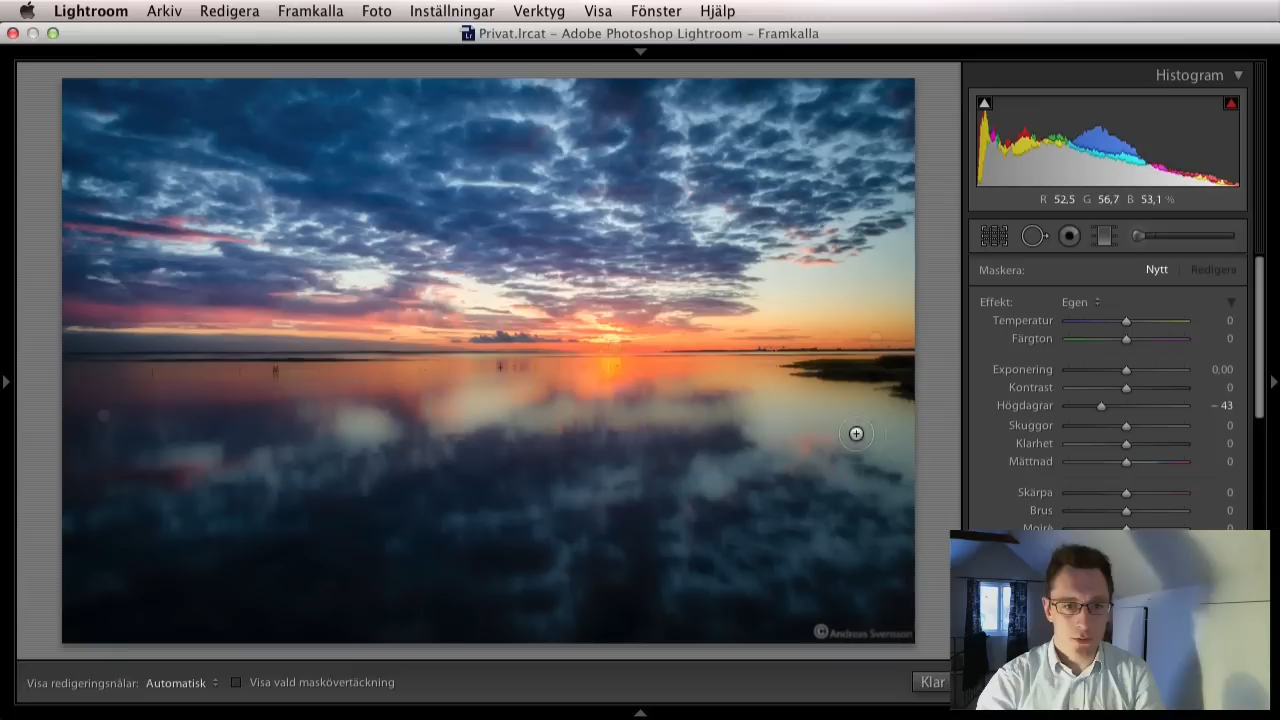 Lightroom Arkiv Redigera Framkalla Foto Inställningar Verktyg Visa Fönster Hjälp
Privat.lrcat – Adobe Photoshop Lightroom – Framkalla
Histogram
R 52,5 G 56,7 B 53,1 %
Maskera: Nytt Redigera
Effekt: Egen
Temperatur 0
Färgton 0
Exponering 0,00
Kontrast 0
Högdagrar – 43
Skuggor 0
Klarhet 0
Mättnad 0
Skärpa 0
Brus 0
© Andreas Svensson
Visa redigeringsnålar: Automatisk Visa vald maskövertäckning Klar